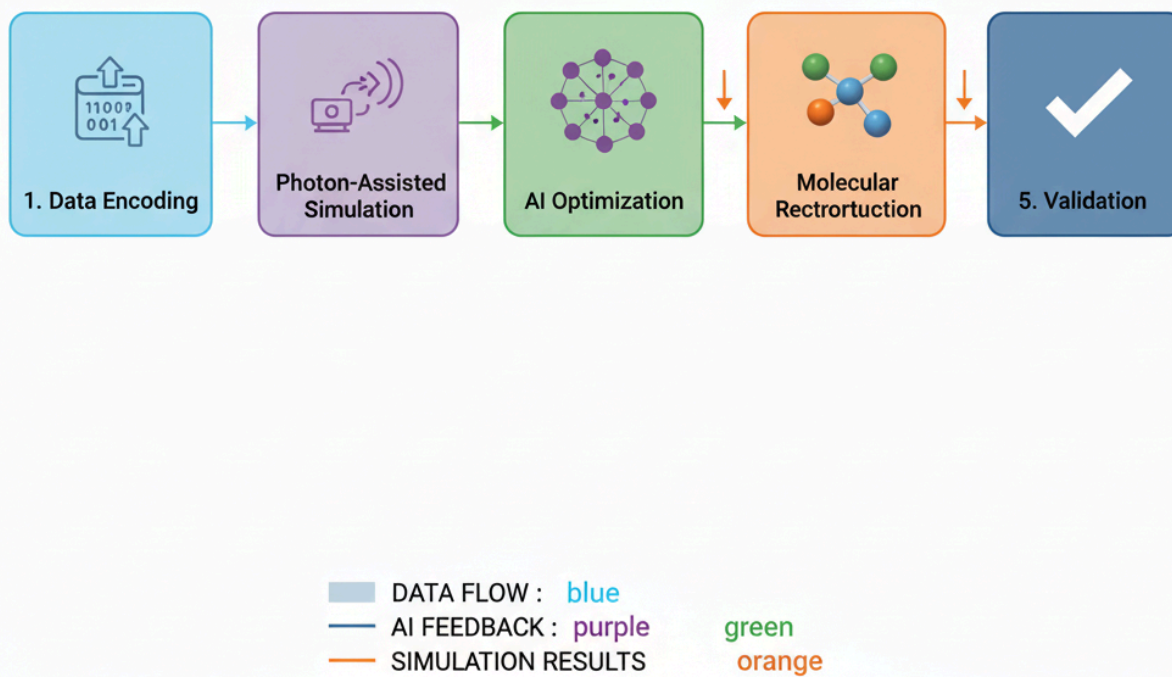 11009
001
1. Data Encoding
Photon-Assisted
Simulation
AI Optimization
Molecular
Rectrortuction
5. Validation
DATA FLOW : blue
AI FEEDBACK : purple green
SIMULATION RESULTS orange